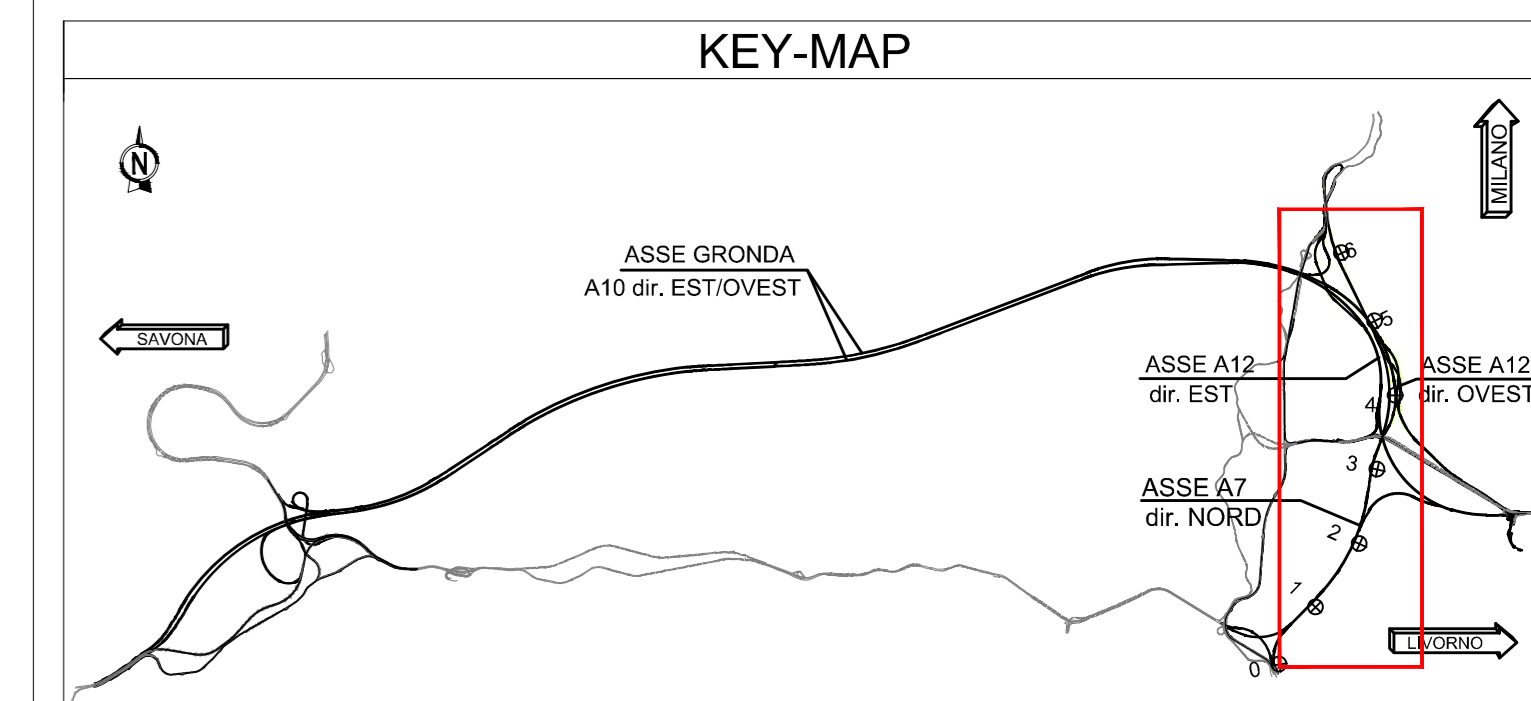 KEY-MAP
N
MILANO
ASSE GRONDA
A10 dir. EST/OVEST
SAVONA
6
5
ASSE A12
dir. EST
ASSE A12
dir. OVEST
4
3
ASSE A7
dir. NORD
2
1
LIVORNO
0